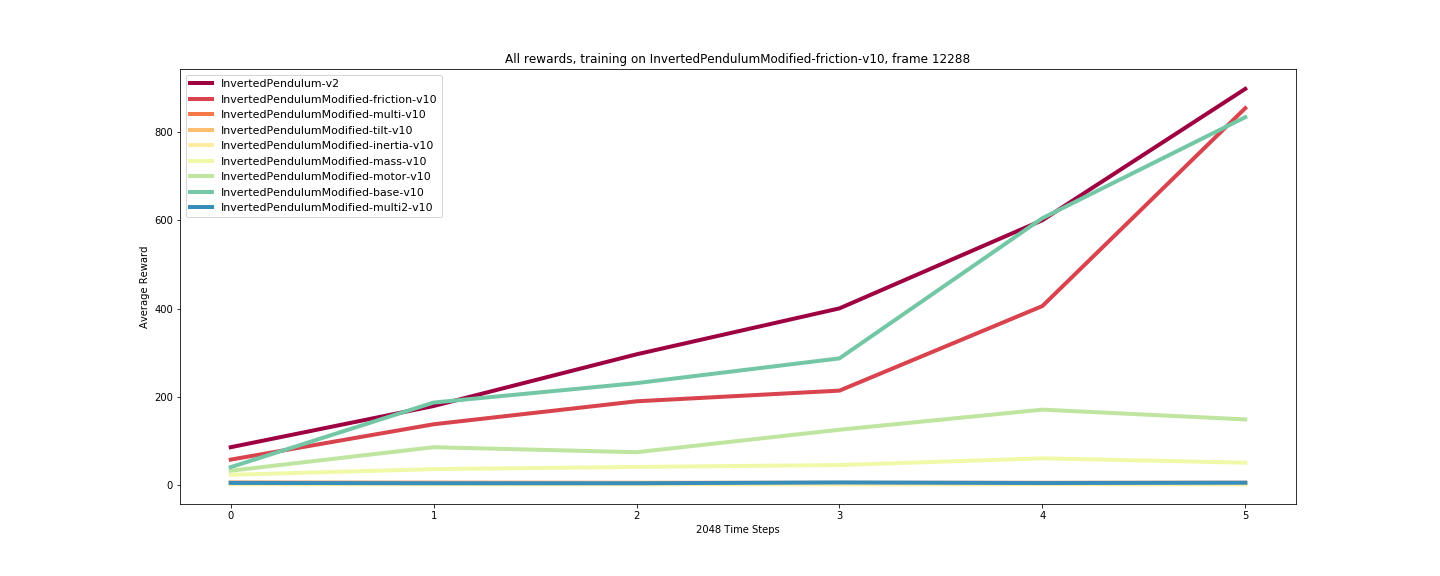 All rewards, training on InvertedPendulumModified-friction-v10, frame 12288
InvertedPendulum-v2
InvertedPendulumModified-friction-v10
InvertedPendulumModified-multi-v10
InvertedPendulumModified-tilt-v10
InvertedPendulumModified-inertia-v10
InvertedPendulumModified-mass-v10
InvertedPendulumModified-motor-v10
InvertedPendulumModified-base-v10
InvertedPendulumModified-multi2-v10
Average Reward
800
600
400
200
0
0 1 2 3 4 5
2048 Time Steps